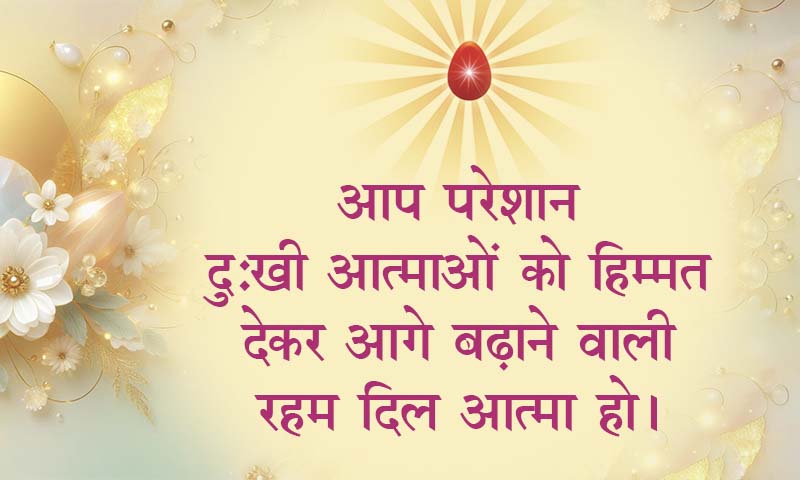 आप परेशान
दुःखी आत्माओं को हिम्मत
देकर आगे बढ़ाने वाली
रहम दिल आत्मा हो।